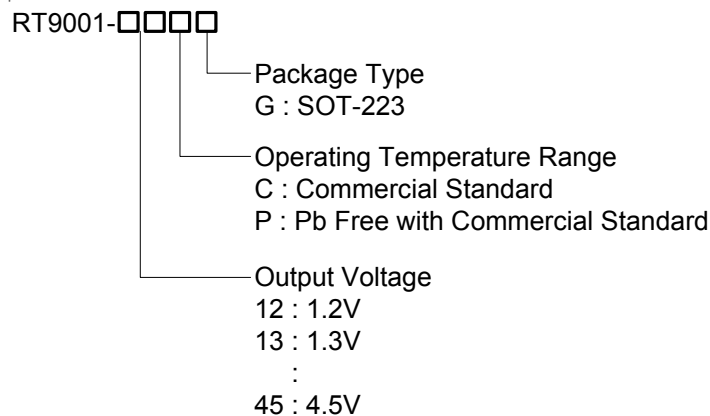 RT9001-□□□□
Package Type
G : SOT-223
Operating Temperature Range
C : Commercial Standard
P : Pb Free with Commercial Standard
Output Voltage
12 : 1.2V
13 : 1.3V
:
45 : 4.5V